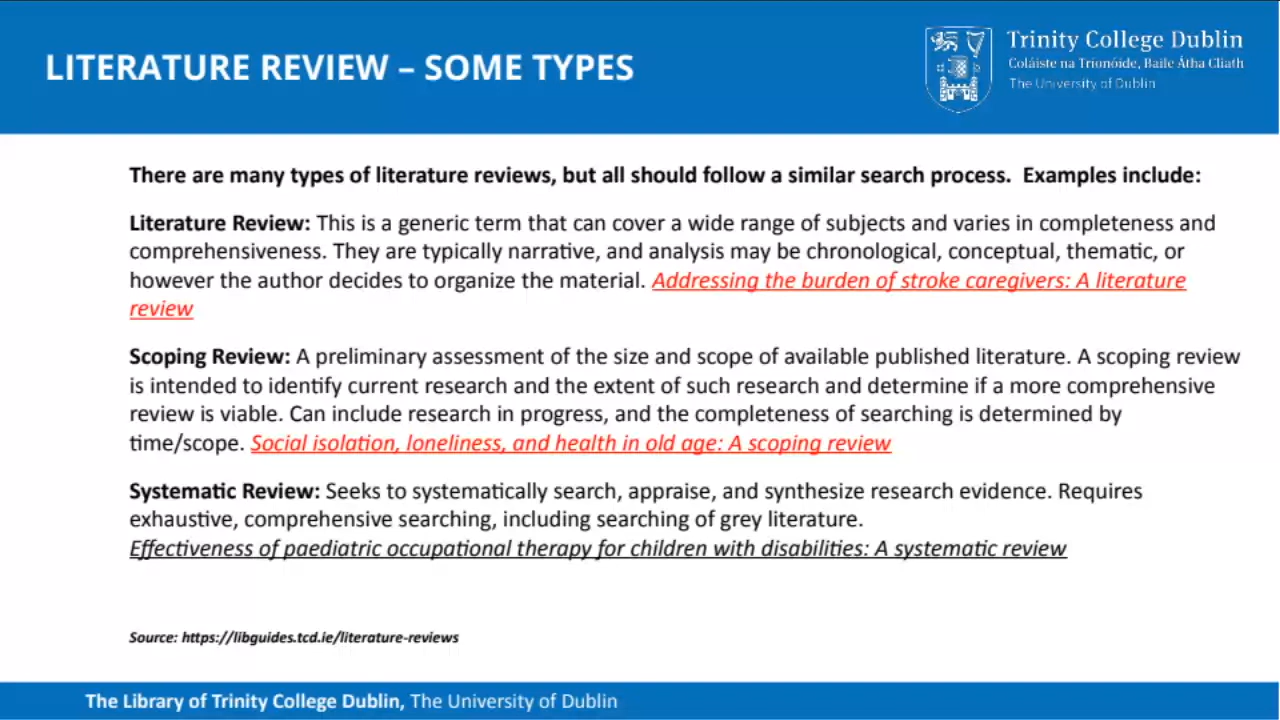 LITERATURE REVIEW – SOME TYPES
Trinity College Dublin
Coláiste na Tríonóide, Baile Átha Cliath
The University of Dublin
There are many types of literature reviews, but all should follow a similar search process.  Examples include:
Literature Review: This is a generic term that can cover a wide range of subjects and varies in completeness and
comprehensiveness. They are typically narrative, and analysis may be chronological, conceptual, thematic, or
however the author decides to organize the material. Addressing the burden of stroke caregivers: A literature
review
Scoping Review: A preliminary assessment of the size and scope of available published literature. A scoping review
is intended to identify current research and the extent of such research and determine if a more comprehensive
review is viable. Can include research in progress, and the completeness of searching is determined by
time/scope. Social isolation, loneliness, and health in old age: A scoping review
Systematic Review: Seeks to systematically search, appraise, and synthesize research evidence. Requires
exhaustive, comprehensive searching, including searching of grey literature.
Effectiveness of paediatric occupational therapy for children with disabilities: A systematic review
Source: https://libguides.tcd.ie/literature-reviews
The Library of Trinity College Dublin, The University of Dublin